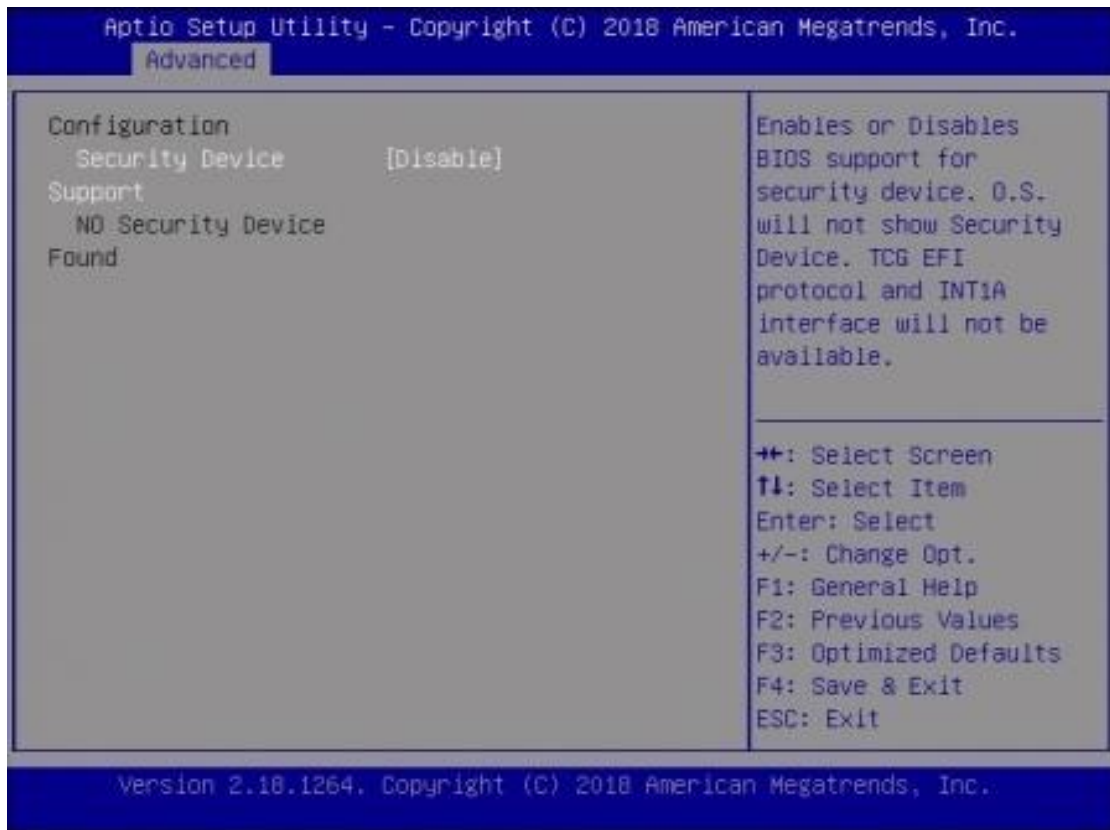 Aptio Setup Utility – Copyright (C) 2018 American Megatrends, Inc.
Advanced
Configuration
Security Device [Disable]
Support
NO Security Device
Found
Enables or Disables
BIOS support for
security device. O.S.
will not show Security
Device. TCG EFI
protocol and INT1A
interface will not be
available.
→←: Select Screen
↑↓: Select Item
Enter: Select
+/-: Change Opt.
F1: General Help
F2: Previous Values
F3: Optimized Defaults
F4: Save & Exit
ESC: Exit
Version 2.18.1264. Copyright (C) 2018 American Megatrends, Inc.